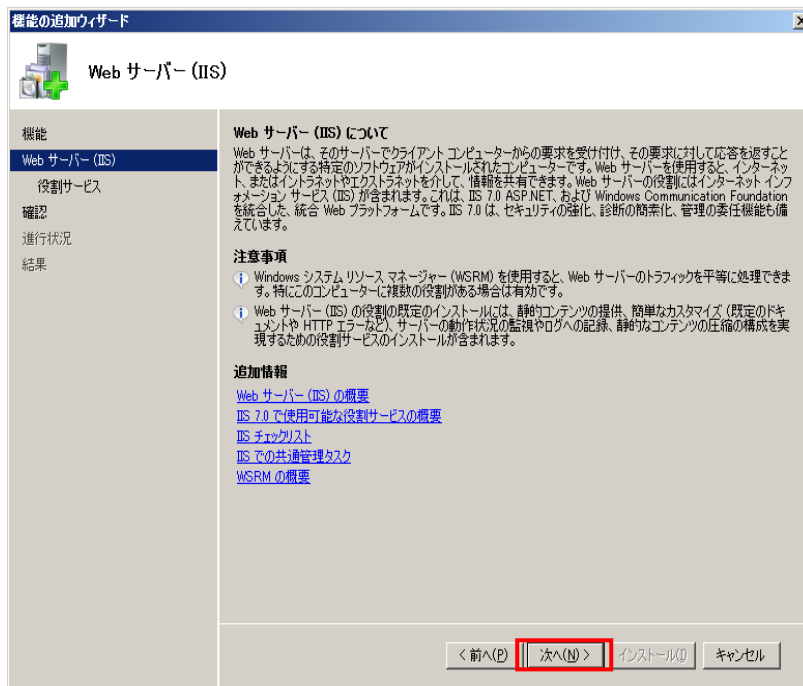 機能の追加ウィザード
Web サーバー (IIS)
機能
Web サーバー (IIS)
役割サービス
確認
進行状況
結果
Web サーバー (IIS) について
Web サーバーは、そのサーバーでクライアント コンピューターからの要求を受け付け、その要求に対して応答を返すこと
ができるようにする特定のソフトウェアがインストールされたコンピューターです。Web サーバーを使用すると、インターネッ
ト、またはイントラネットやエクストラネットを介して、情報を共有できます。Web サーバーの役割にはインターネット インフ
ォメーション サービス (IIS) が含まれます。これは、IIS 7.0 ASP.NET、および Windows Communication Foundation
を統合した、統合 Web プラットフォームです。IIS 7.0 は、セキュリティの強化、診断の簡素化、管理の委任機能も備
えています。
注意事項
Windows システム リソース マネージャー (WSRM) を使用すると、Web サーバーのトラフィックを平等に処理できま
す。特にこのコンピューターに複数の役割がある場合は有効です。
Web サーバー (IIS) の役割の既定のインストールには、静的コンテンツの提供、簡単なカスタマイズ (既定のドキ
ュメントや HTTP エラーなど)、サーバーの動作状況の監視やログへの記録、静的なコンテンツの圧縮の構成を実
現するための役割サービスのインストールが含まれます。
追加情報
Web サーバー (IIS) の概要
IIS 7.0 で使用可能な役割サービスの概要
IIS チェックリスト
IIS での共通管理タスク
WSRM の概要
< 前へ(P) 次へ(N) > インストール(I) キャンセル